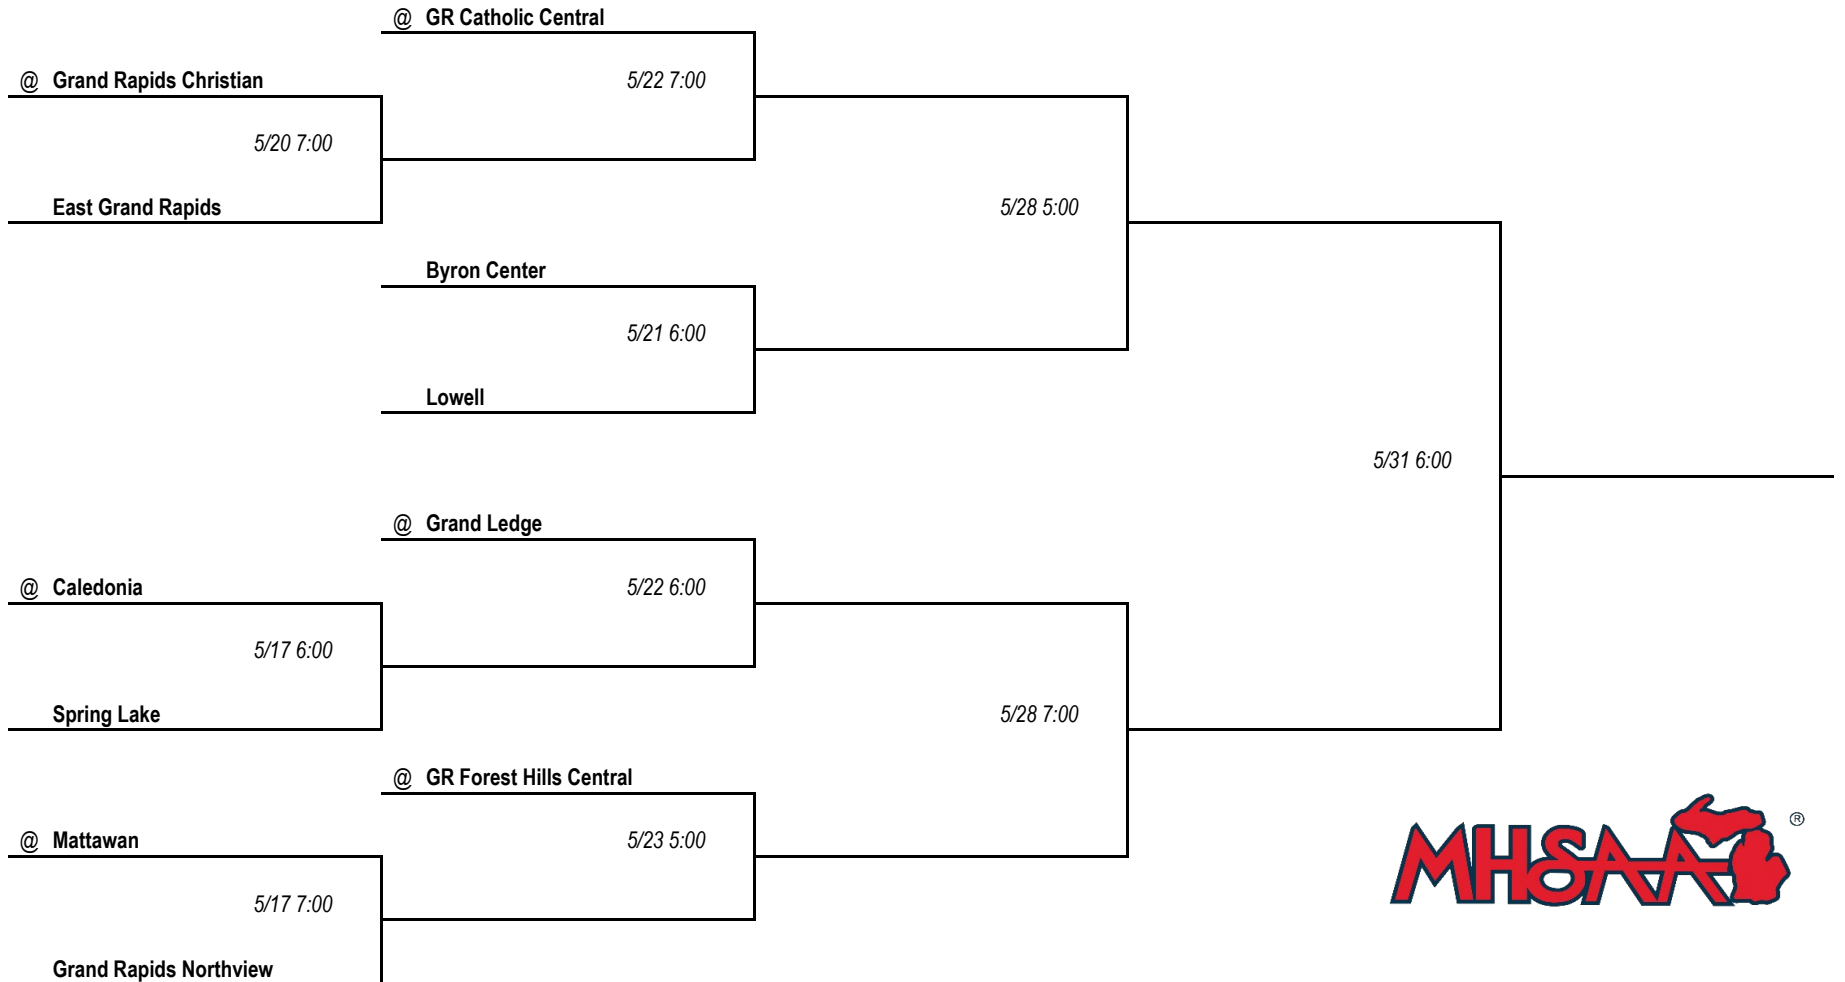 @ GR Catholic Central
@ Grand Rapids Christian
5/22 7:00
5/20 7:00
East Grand Rapids
5/28 5:00
Byron Center
5/21 6:00
Lowell
5/31 6:00
@ Grand Ledge
@ Caledonia
5/22 6:00
5/17 6:00
Spring Lake
5/28 7:00
@ GR Forest Hills Central
@ Mattawan
5/23 5:00
MHSAA ®
5/17 7:00
Grand Rapids Northview